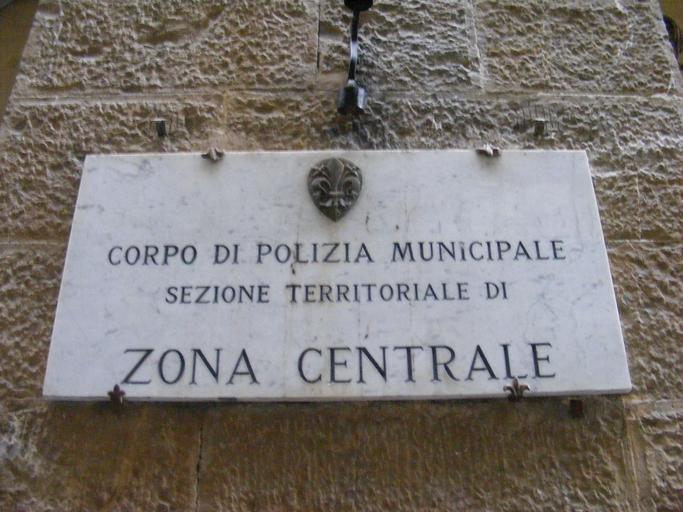 CORPO DI POLIZIA MUNICIPALE
SEZIONE TERRITORIALE DI
ZONA CENTRALE